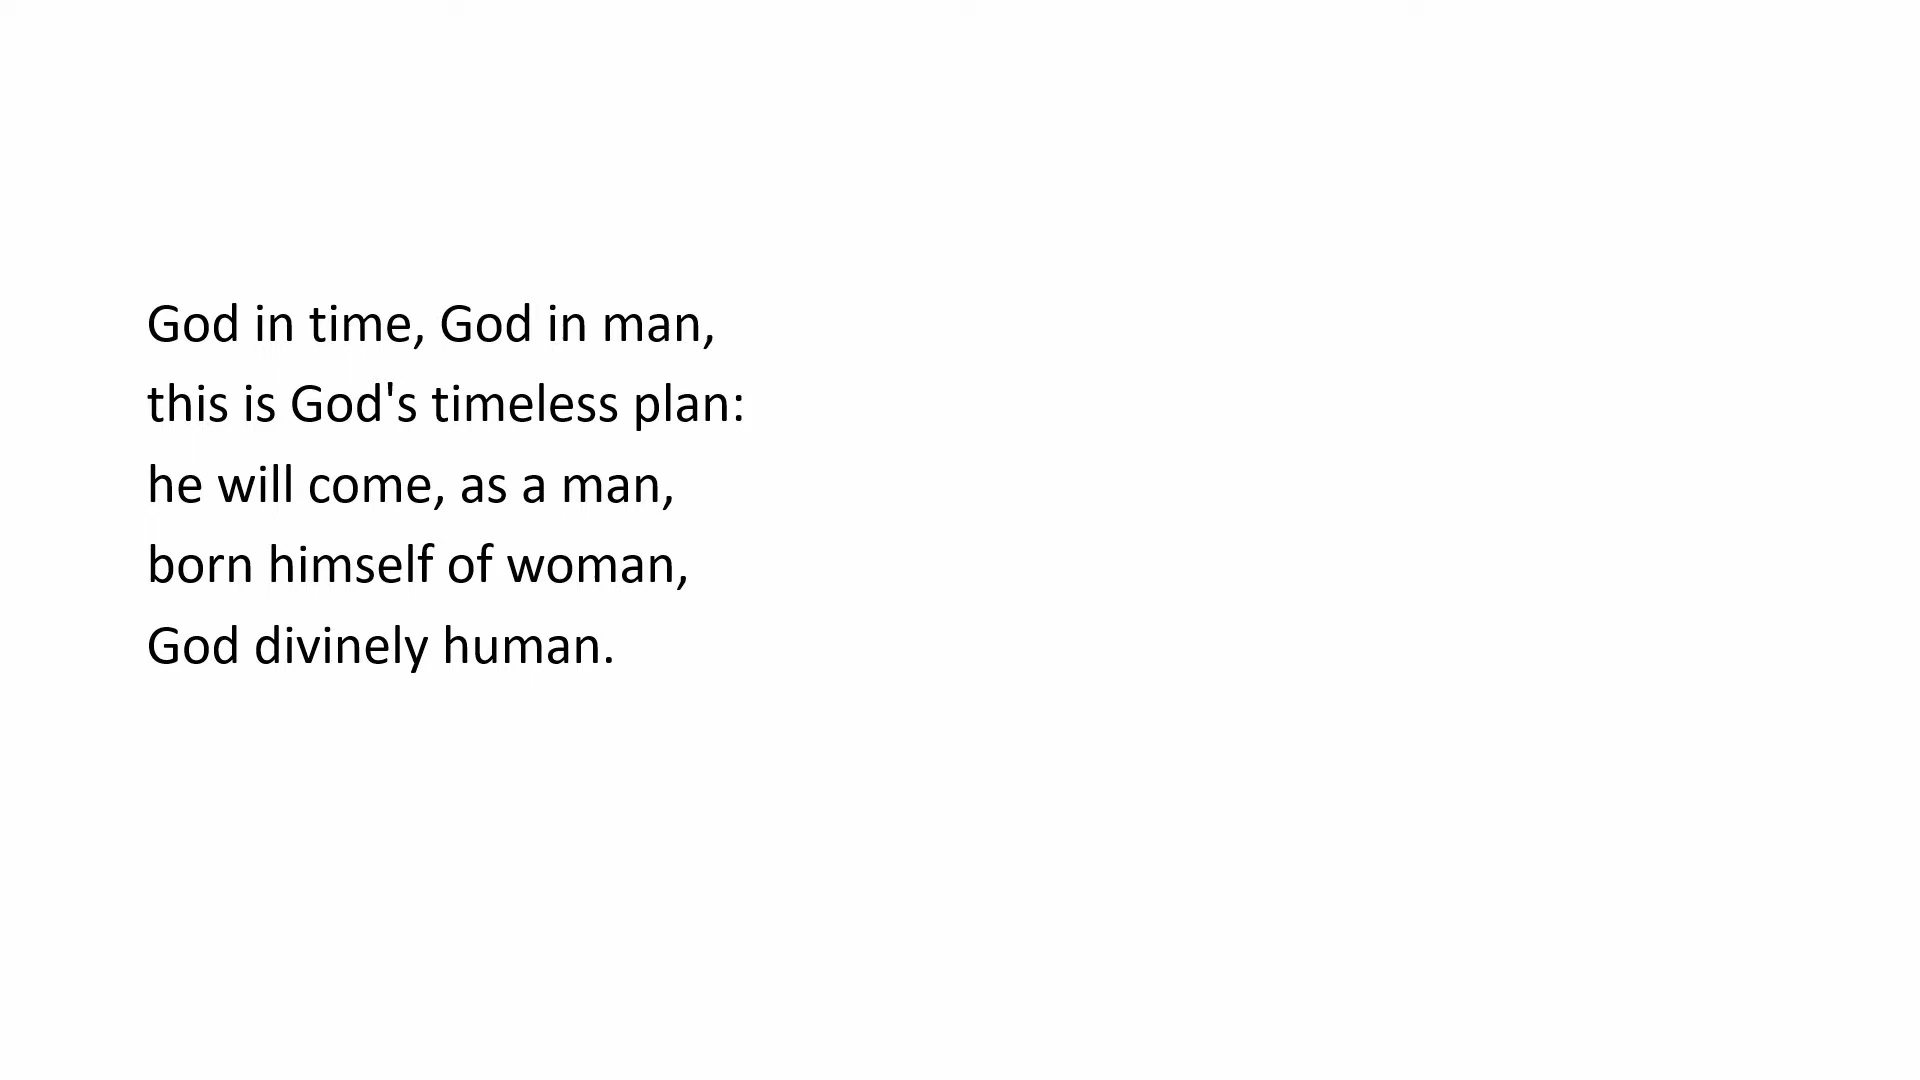 God in time, God in man,
this is God's timeless plan:
he will come, as a man,
born himself of woman,
God divinely human.